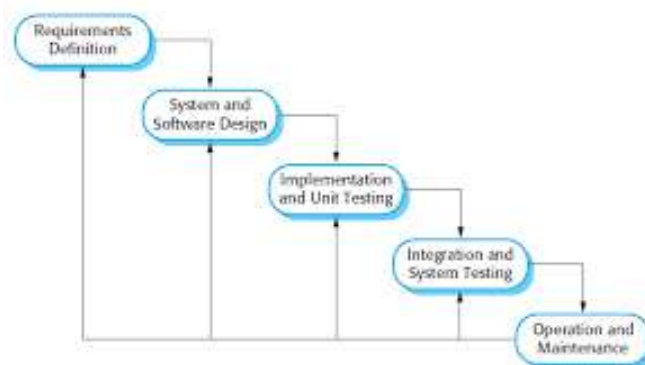 Requirements
Definition
System and
Software Design
Implementation
and Unit Testing
Integration and
System Testing
Operation and
Maintenance